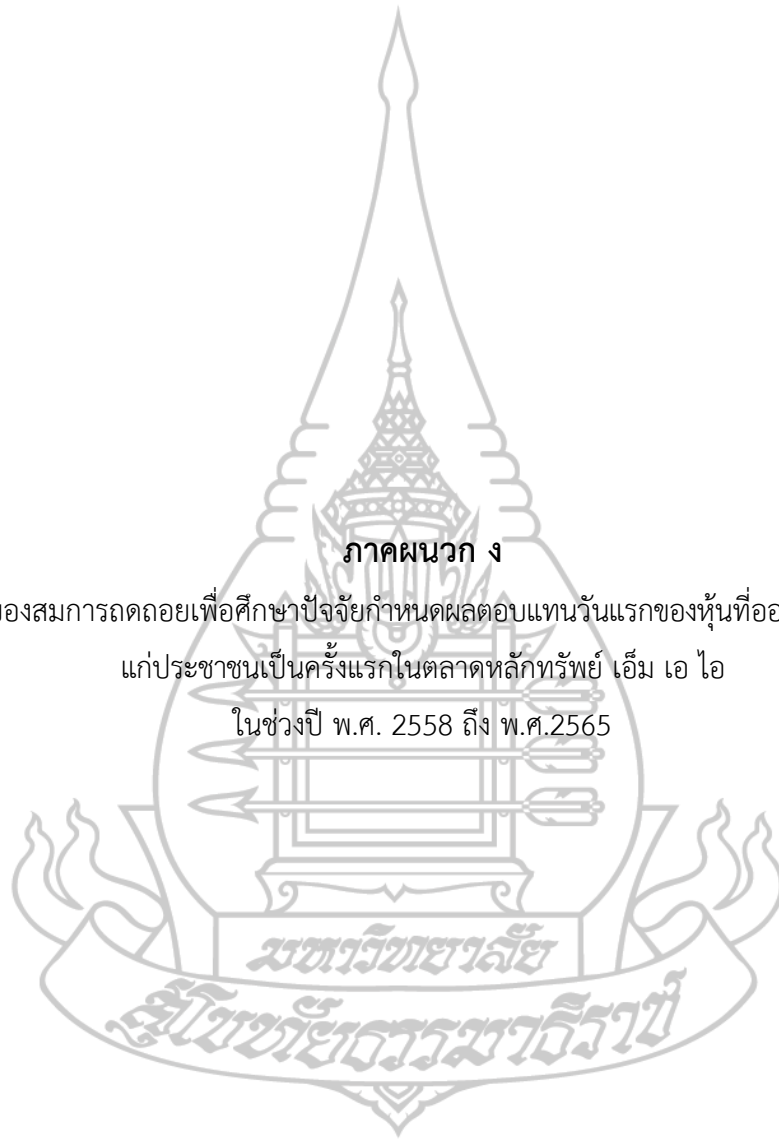 ภาคผนวก ง
ของสมการถดถอยเพื่อศึกษาปัจจัยกำหนดผลตอบแทนวันแรกของหุ้นที่ออ
แก่ประชาชนเป็นครั้งแรกในตลาดหลักทรัพย์ เอ็ม เอ ไอ
ในช่วงปี พ.ศ. 2558 ถึง พ.ศ.2565
มหาวิทยาลัย
สุโขทัยธรรมาธิราช